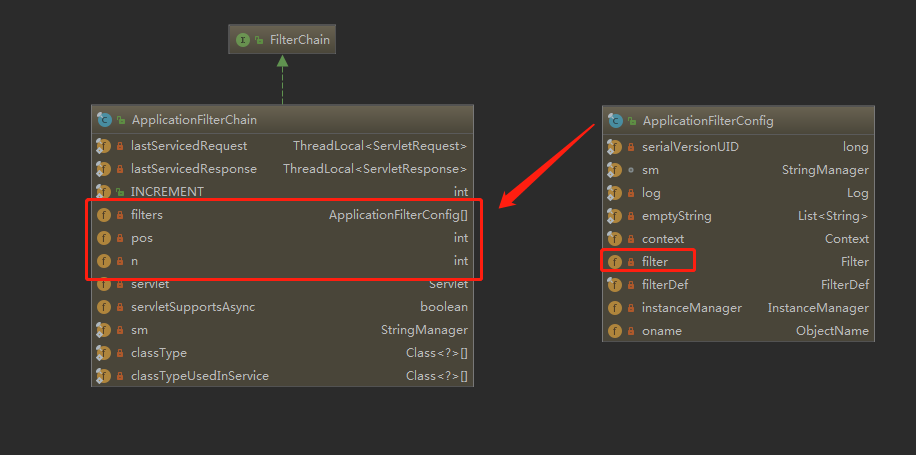 FilterChain
ApplicationFilterChain
lastServicedRequest ThreadLocal<ServletRequest>
lastServicedResponse ThreadLocal<ServletResponse>
INCREMENT int
filters ApplicationFilterConfig[]
pos int
n int
servlet Servlet
servletSupportsAsync boolean
sm StringManager
classType Class<?>[]
classTypeUsedInService Class<?>[]
ApplicationFilterConfig
serialVersionUID long
sm StringManager
log Log
emptyString List<String>
context Context
filter Filter
filterDef FilterDef
instanceManager InstanceManager
oname ObjectName